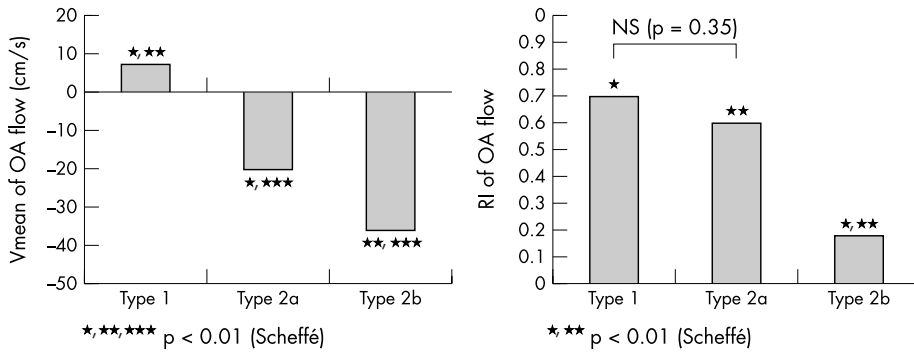 Vmean of OA flow (cm/s)
20
10
0
–10
–20
–30
–40
–50
★,★★
★,★★★
★★,★★★
Type 1
Type 2a
Type 2b
★,★★,★★★ p < 0.01 (Scheffé)
RI of OA flow
0
0.9
0.8
0.7
0.6
0.5
0.4
0.3
0.2
0.1
0
NS (p = 0.35)
★
★★
★,★★
Type 1
Type 2a
Type 2b
★,★★ p < 0.01 (Scheffé)